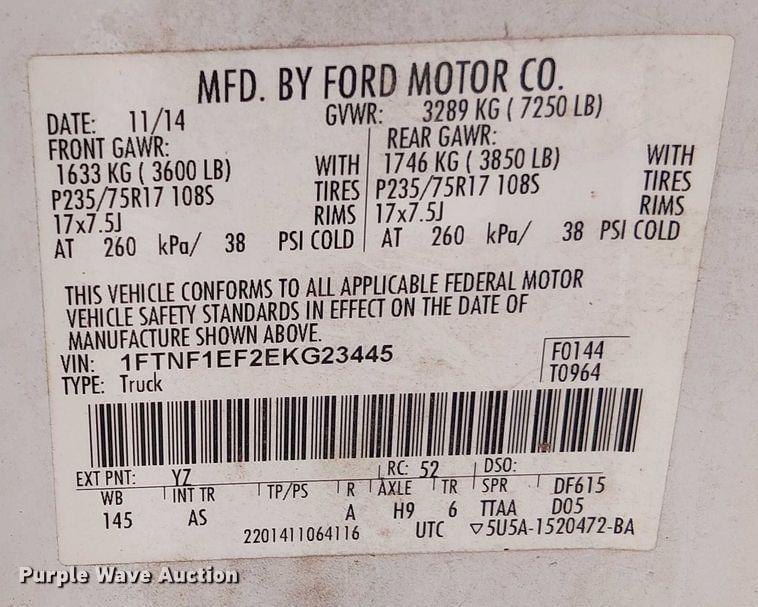 MFD. BY FORD MOTOR CO.
DATE: 11/14 GVWR: 3289 KG ( 7250 LB)
FRONT GAWR: REAR GAWR:
1633 KG ( 3600 LB) WITH 1746 KG ( 3850 LB) WITH
P235/75R17 108S TIRES P235/75R17 108S TIRES
17x7.5J RIMS 17x7.5J RIMS
AT 260 kPa/ 38 PSI COLD AT 260 kPa/ 38 PSI COLD
THIS VEHICLE CONFORMS TO ALL APPLICABLE FEDERAL MOTOR
VEHICLE SAFETY STANDARDS IN EFFECT ON THE DATE OF
MANUFACTURE SHOWN ABOVE.
VIN: 1FTNF1EF2EKG23445 F0144
TYPE: Truck T0964
EXT PNT: YZ RC: 52 DSO:
WB INT TR TP/PS R AXLE TR SPR DF615
145 AS A H9 6 TTAA D05
2201411064116 UTC ▽5U5A-1520472-BA
Purple Wave Auction